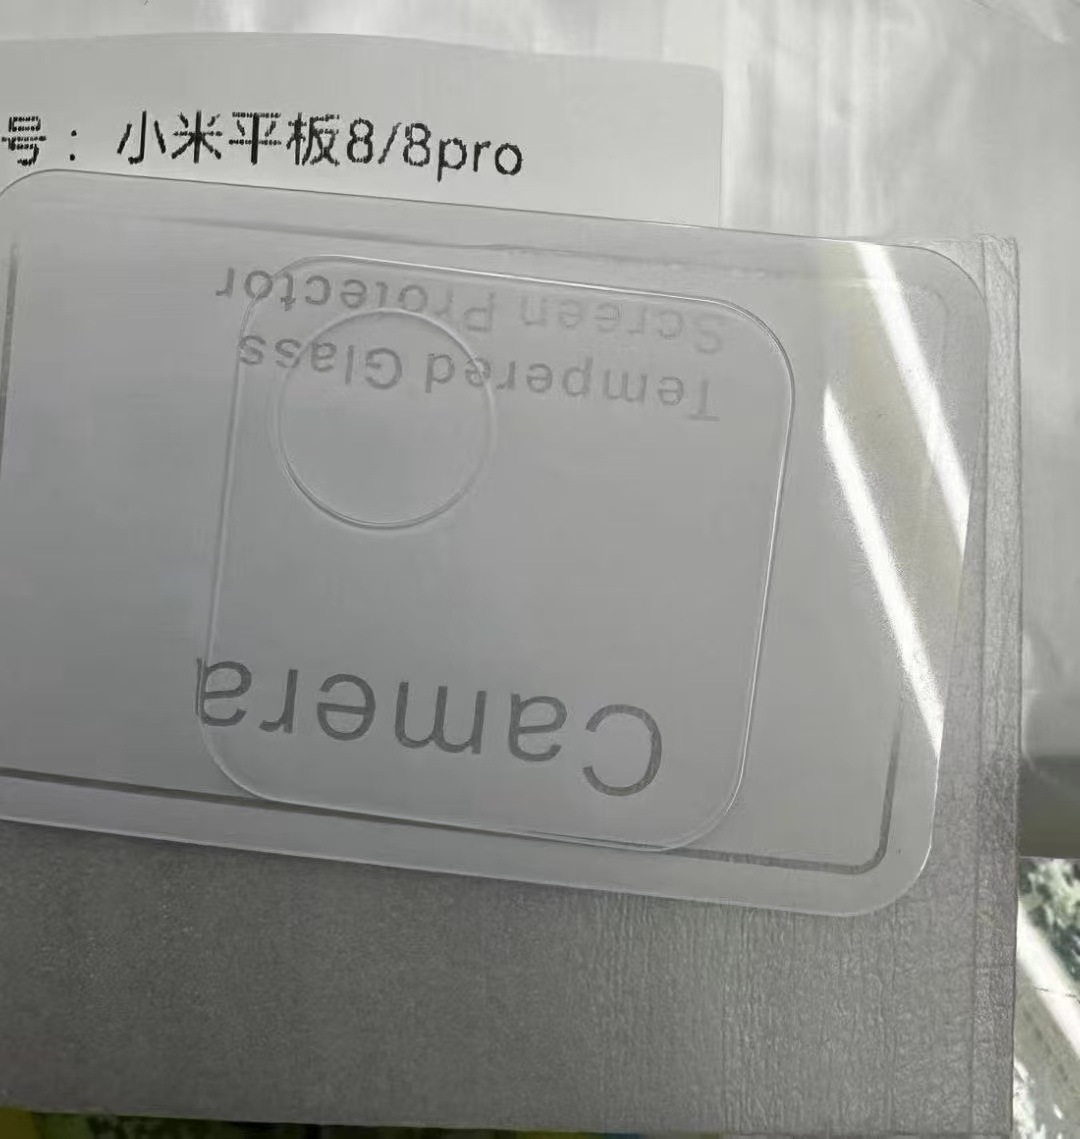 号：小米平板8/8pro
Camera
Tempered Glass
Screen Protector